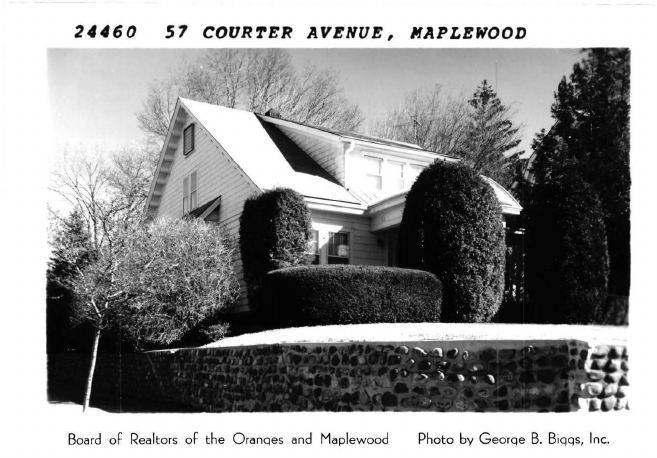 24460 57 COURTER AVENUE, MAPLEWOOD
Board of Realtors of the Oranges and Maplewood Photo by George B. Biggs, Inc.